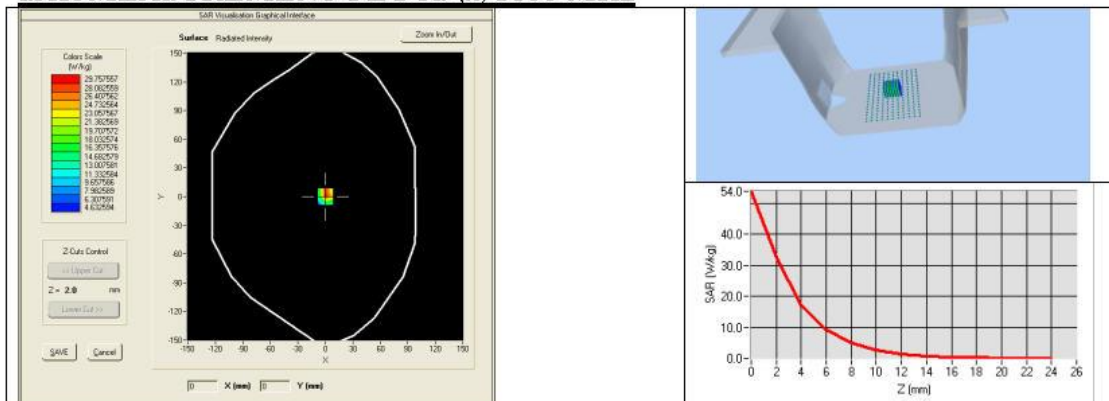 SAR Visualisation Graphical Interface
Surface Radiated Intensity
Zoom In/Out
Colors Scale
(W/kg)
29.757557
28.082559
26.407562
24.732564
23.057567
21.382569
19.707572
18.032574
16.357576
14.682579
13.007581
11.332584
9.657586
7.982589
6.307591
4.632594
Z-Cuts Control
<< Upper Cut
Z = 2.0 mm
Lower Cut >>
SAVE Cancel
150
120
90
60
30
0
-30
-60
-90
-120
-150
Y
-150 -120 -90 -60 -30 0 30 60 90 120 150
X
0 X (mm) 0 Y (mm)
54.0
40.0
30.0
20.0
10.0
0.0
SAR (W/kg)
0 2 4 6 8 10 12 14 16 18 20 22 24 26
Z (mm)